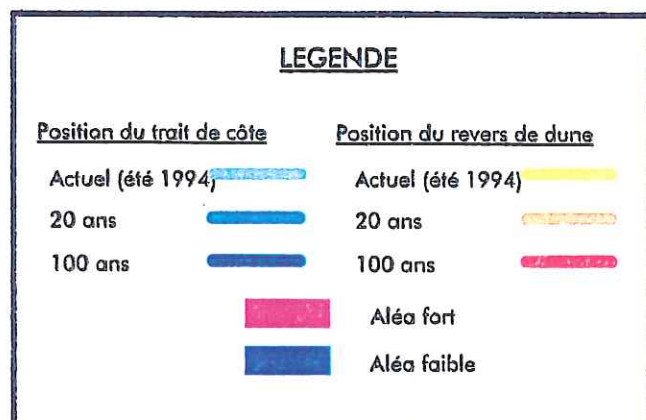 LEGENDE
Position du trait de côte
Position du revers de dune
Actuel (été 1994)
Actuel (été 1994)
20 ans
20 ans
100 ans
100 ans
Aléa fort
Aléa faible